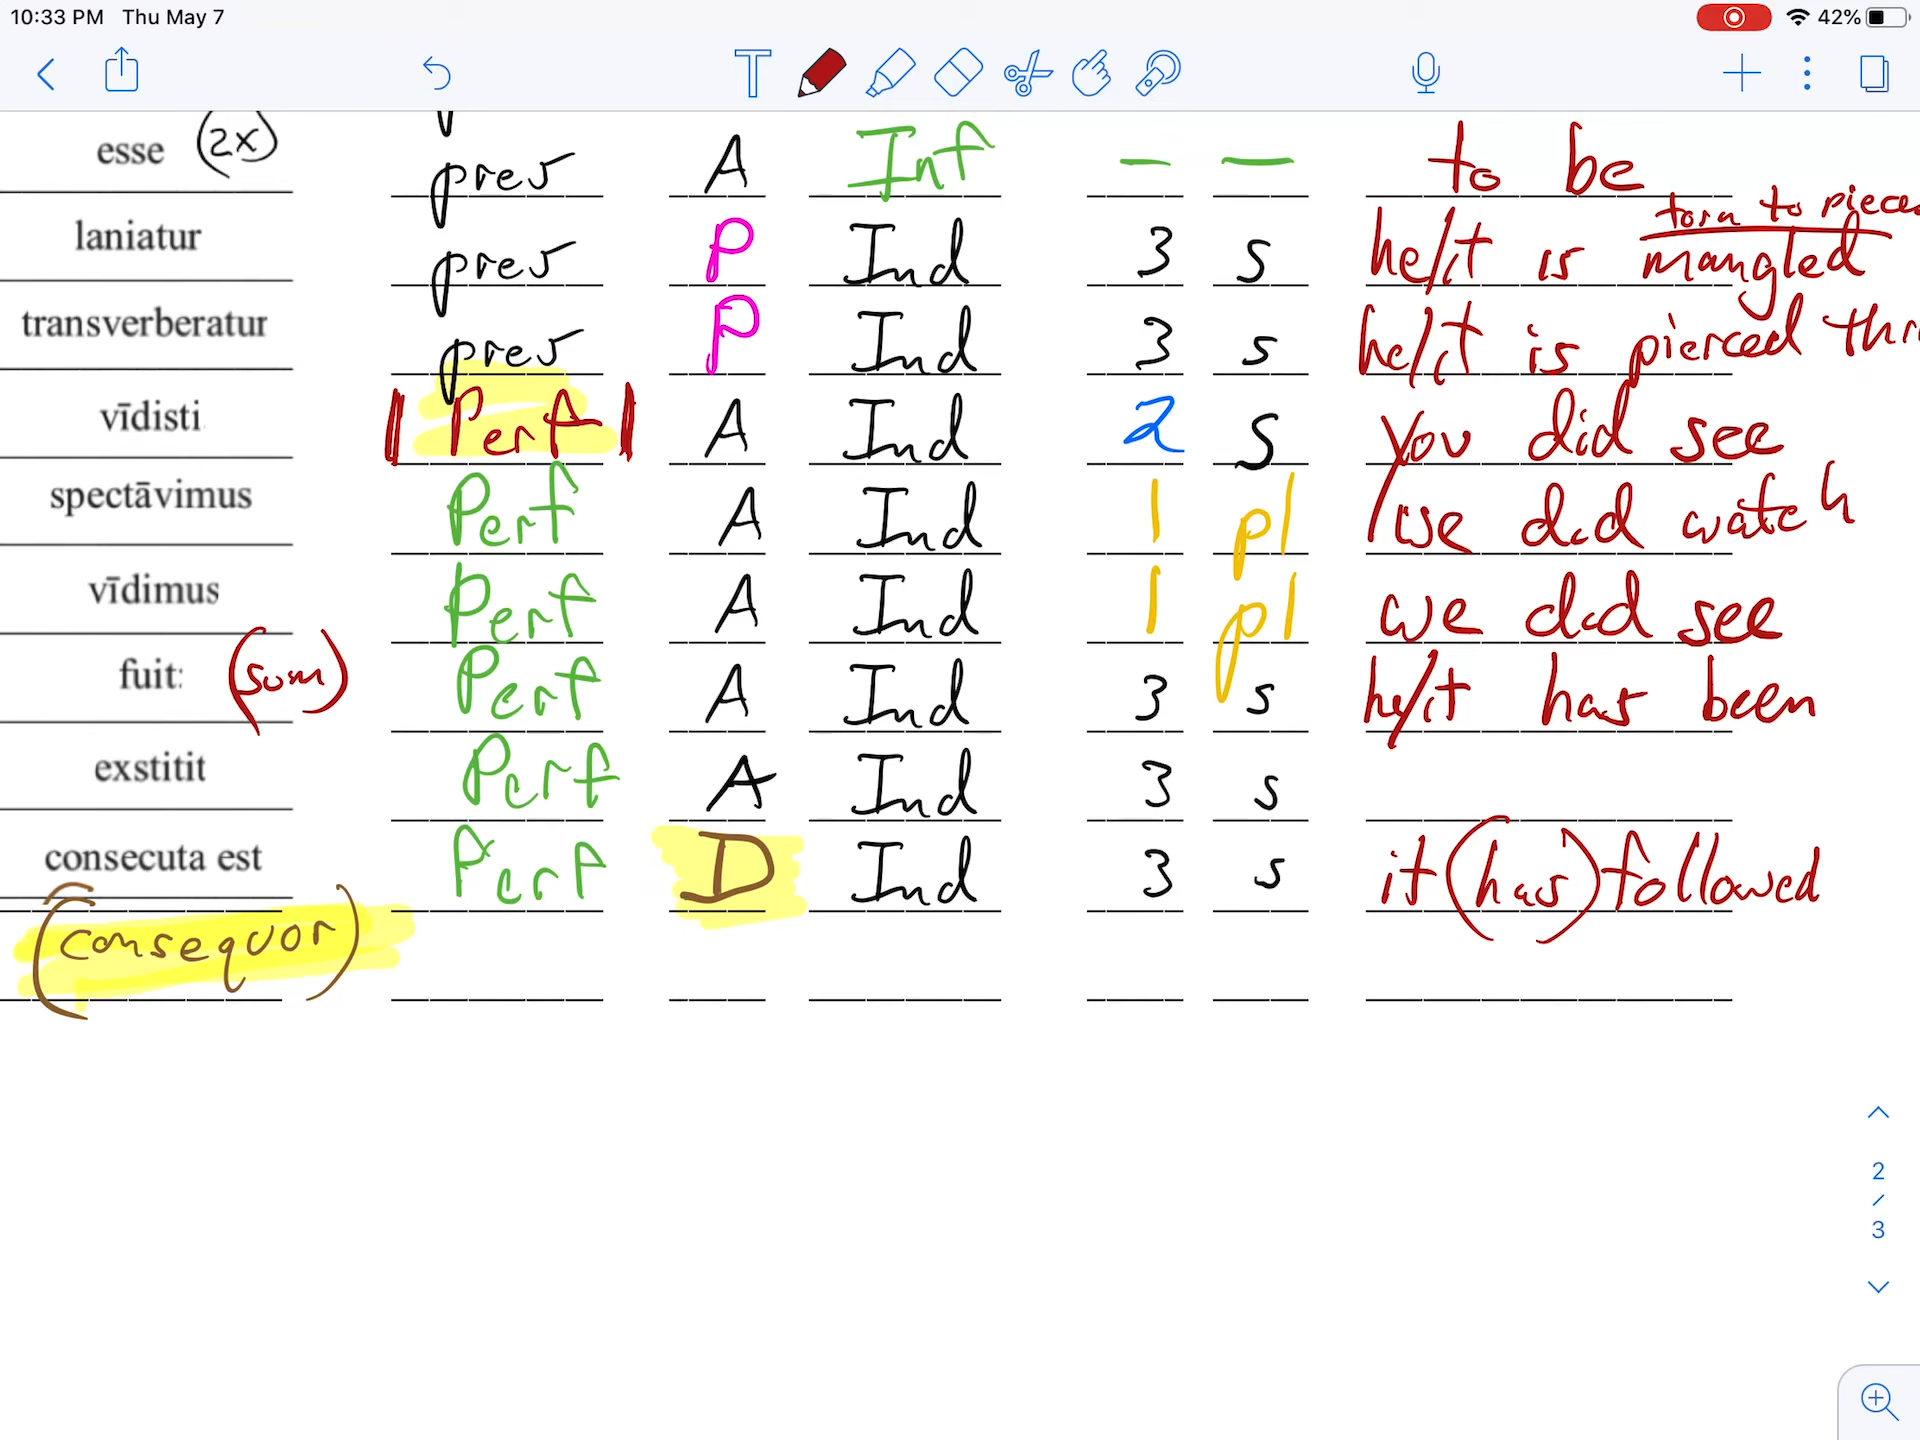 10:33 PM Thu May 7 42%
T
esse (2x) pres A Inf — — to be
torn to pieces
laniatur pres P Ind 3 s he/it is mangled
transverberatur pres P Ind 3 s he/it is pierced thr
vīdisti Perf A Ind 2 s you did see
spectāvimus Perf A Ind 1 pl we did watch
vīdimus Perf A Ind 1 pl we did see
fuit: (sum) Perf A Ind 3 s he/it has been
exstitit Perf A Ind 3 s
consecuta est Perf D Ind 3 s it (has) followed
(consequor)
2
/
3